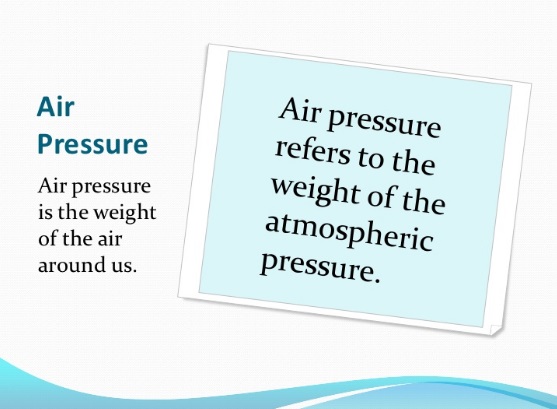 Air
Pressure
Air pressure
is the weight
of the air
around us.
Air pressure
refers to the
weight of the
atmospheric
pressure.